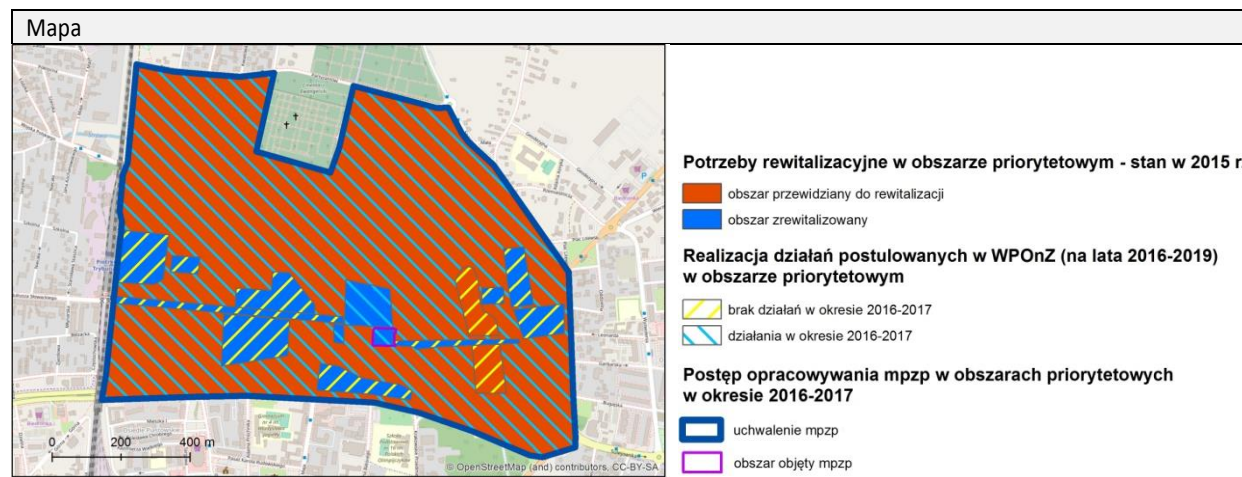 Mapa
Potrzeby rewitalizacyjne w obszarze priorytetowym - stan w 2015 r.
obszar przewidziany do rewitalizacji
obszar zrewitalizowany
Realizacja działań postulowanych w WPOnZ (na lata 2016-2019)
w obszarze priorytetowym
brak działań w okresie 2016-2017
działania w okresie 2016-2017
Postęp opracowywania mpzp w obszarach priorytetowych
w okresie 2016-2017
uchwalenie mpzp
obszar objęty mpzp
0 200 400 m
© OpenStreetMap (and) contributors, CC-BY-SA